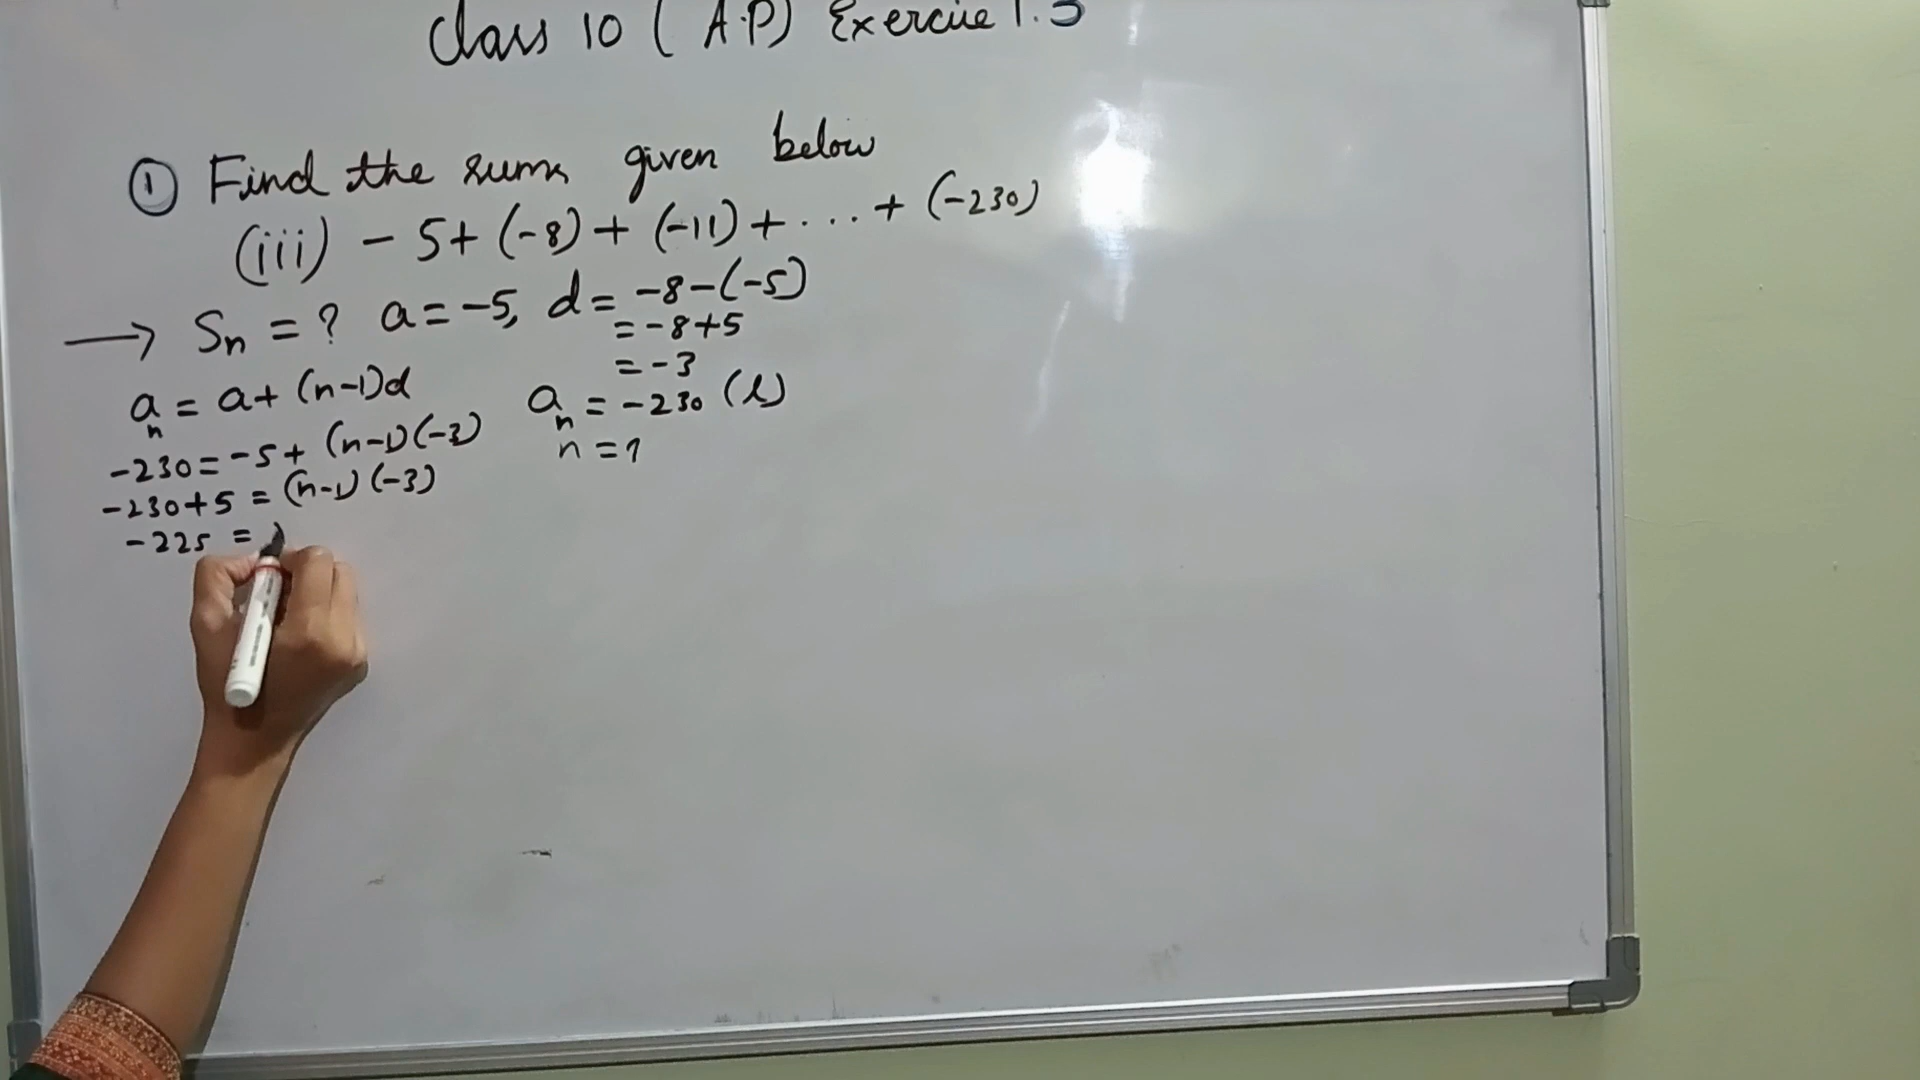 Class 10 ( A.P) Exercise 1.3
① Find the sums given below
(iii) - 5 + (-8) + (-11) + .... + (-230)
→ Sn = ? a = -5, d = -8-(-5)
= -8+5
= -3
an = a + (n-1)d
an = -230 (l)
n = ?
-230 = -5 + (n-1)(-3)
-230+5 = (n-1)(-3)
-225 =